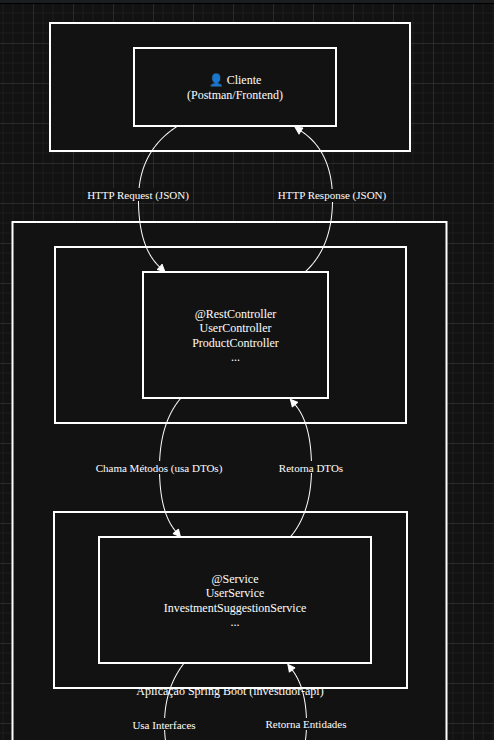 👤 Cliente
(Postman/Frontend)
HTTP Request (JSON)
HTTP Response (JSON)
@RestController
UserController
ProductController
...
Chama Métodos (usa DTOs)
Retorna DTOs
@Service
UserService
InvestmentSuggestionService
...
Aplicação Spring Boot (investidor-api)
Usa Interfaces
Retorna Entidades